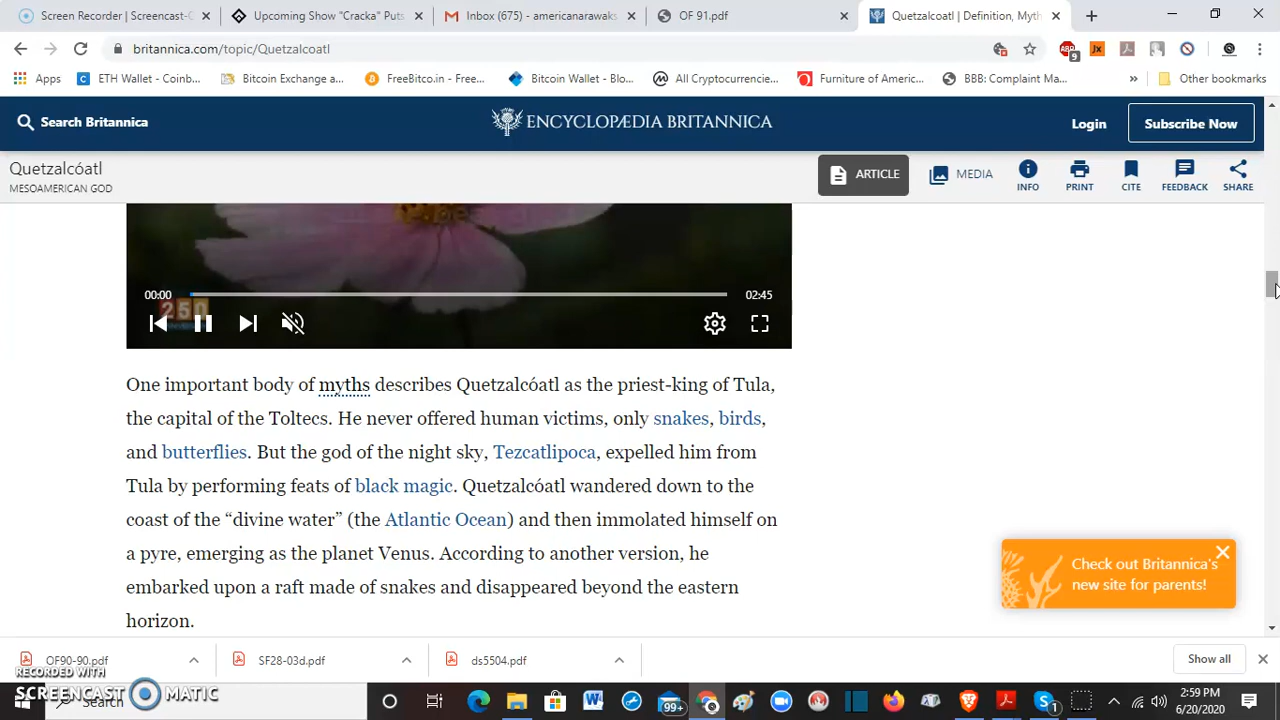 Screen Recorder | Screencast-O
Upcoming Show "Cracka" Puts
Inbox (675) - americanarawaks
OF 91.pdf
Quetzalcoatl | Definition, Myth
britannica.com/topic/Quetzalcoatl
9
Apps
ETH Wallet - Coinb...
Bitcoin Exchange a...
FreeBitco.in - Free...
Bitcoin Wallet - Blo...
All Cryptocurrencie...
Furniture of Americ...
BBB: Complaint Ma...
»
Other bookmarks
Search Britannica
ENCYCLOPÆDIA BRITANNICA
Login
Subscribe Now
Quetzalcóatl
MESOAMERICAN GOD
ARTICLE
MEDIA
INFO
PRINT
CITE
FEEDBACK
SHARE
00:00
02:45
250
One important body of myths describes Quetzalcóatl as the priest-king of Tula,
the capital of the Toltecs. He never offered human victims, only snakes, birds,
and butterflies. But the god of the night sky, Tezcatlipoca, expelled him from
Tula by performing feats of black magic. Quetzalcóatl wandered down to the
coast of the “divine water” (the Atlantic Ocean) and then immolated himself on
a pyre, emerging as the planet Venus. According to another version, he
embarked upon a raft made of snakes and disappeared beyond the eastern
horizon.
Check out Britannica's
new site for parents!
OF90-90.pdf
SF28-03d.pdf
ds5504.pdf
Show all
RECORDED WITH
SCREENCAST MATIC
Search
99+
1
2:59 PM
6/20/2020